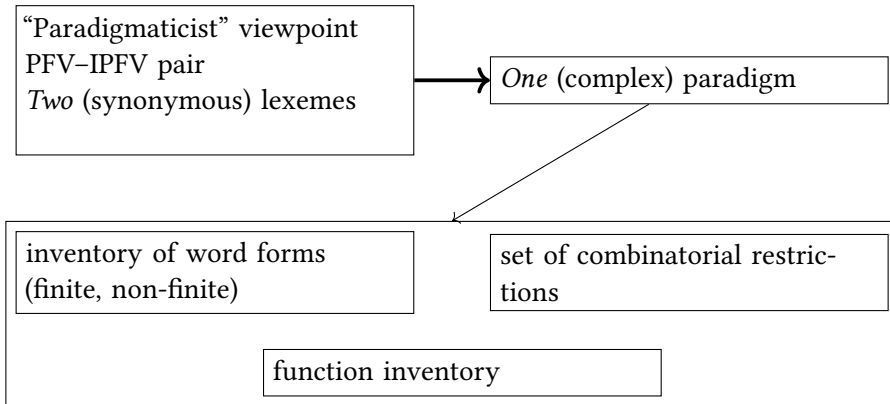 “Paradigmaticist” viewpoint
PFV–IPFV pair
Two (synonymous) lexemes
One (complex) paradigm
inventory of word forms
(finite, non-finite)
set of combinatorial restric-
tions
function inventory